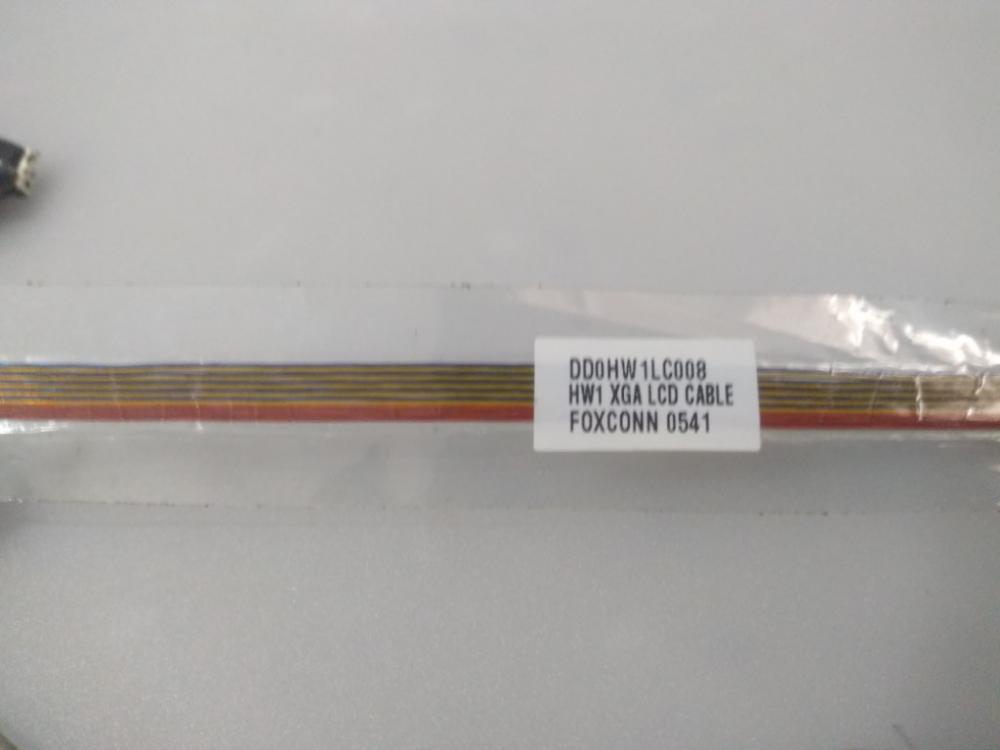 DD0HW1LC008
HW1 XGA LCD CABLE
FOXCONN 0541